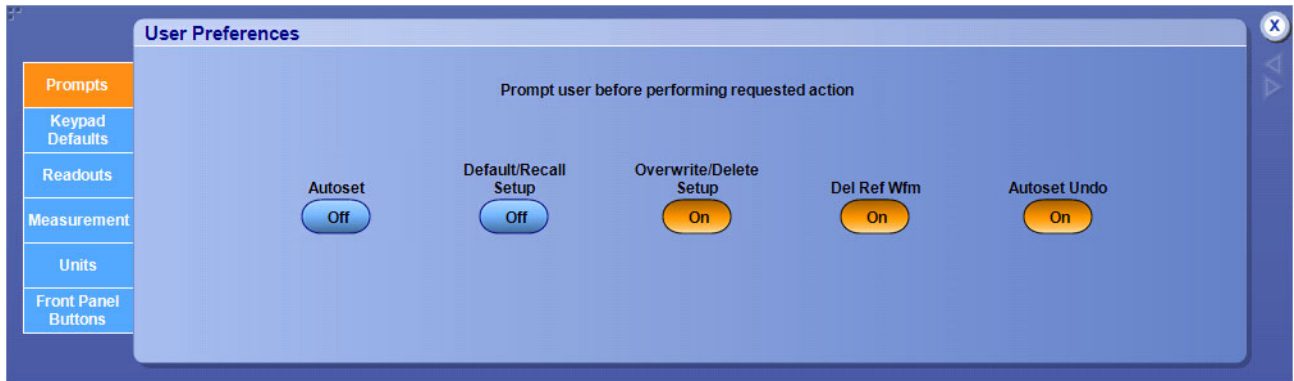 User Preferences
X
Prompts
Keypad
Defaults
Readouts
Measurement
Units
Front Panel
Buttons
Prompt user before performing requested action
Autoset
Off
Default/Recall
Setup
Off
Overwrite/Delete
Setup
On
Del Ref Wfm
On
Autoset Undo
On